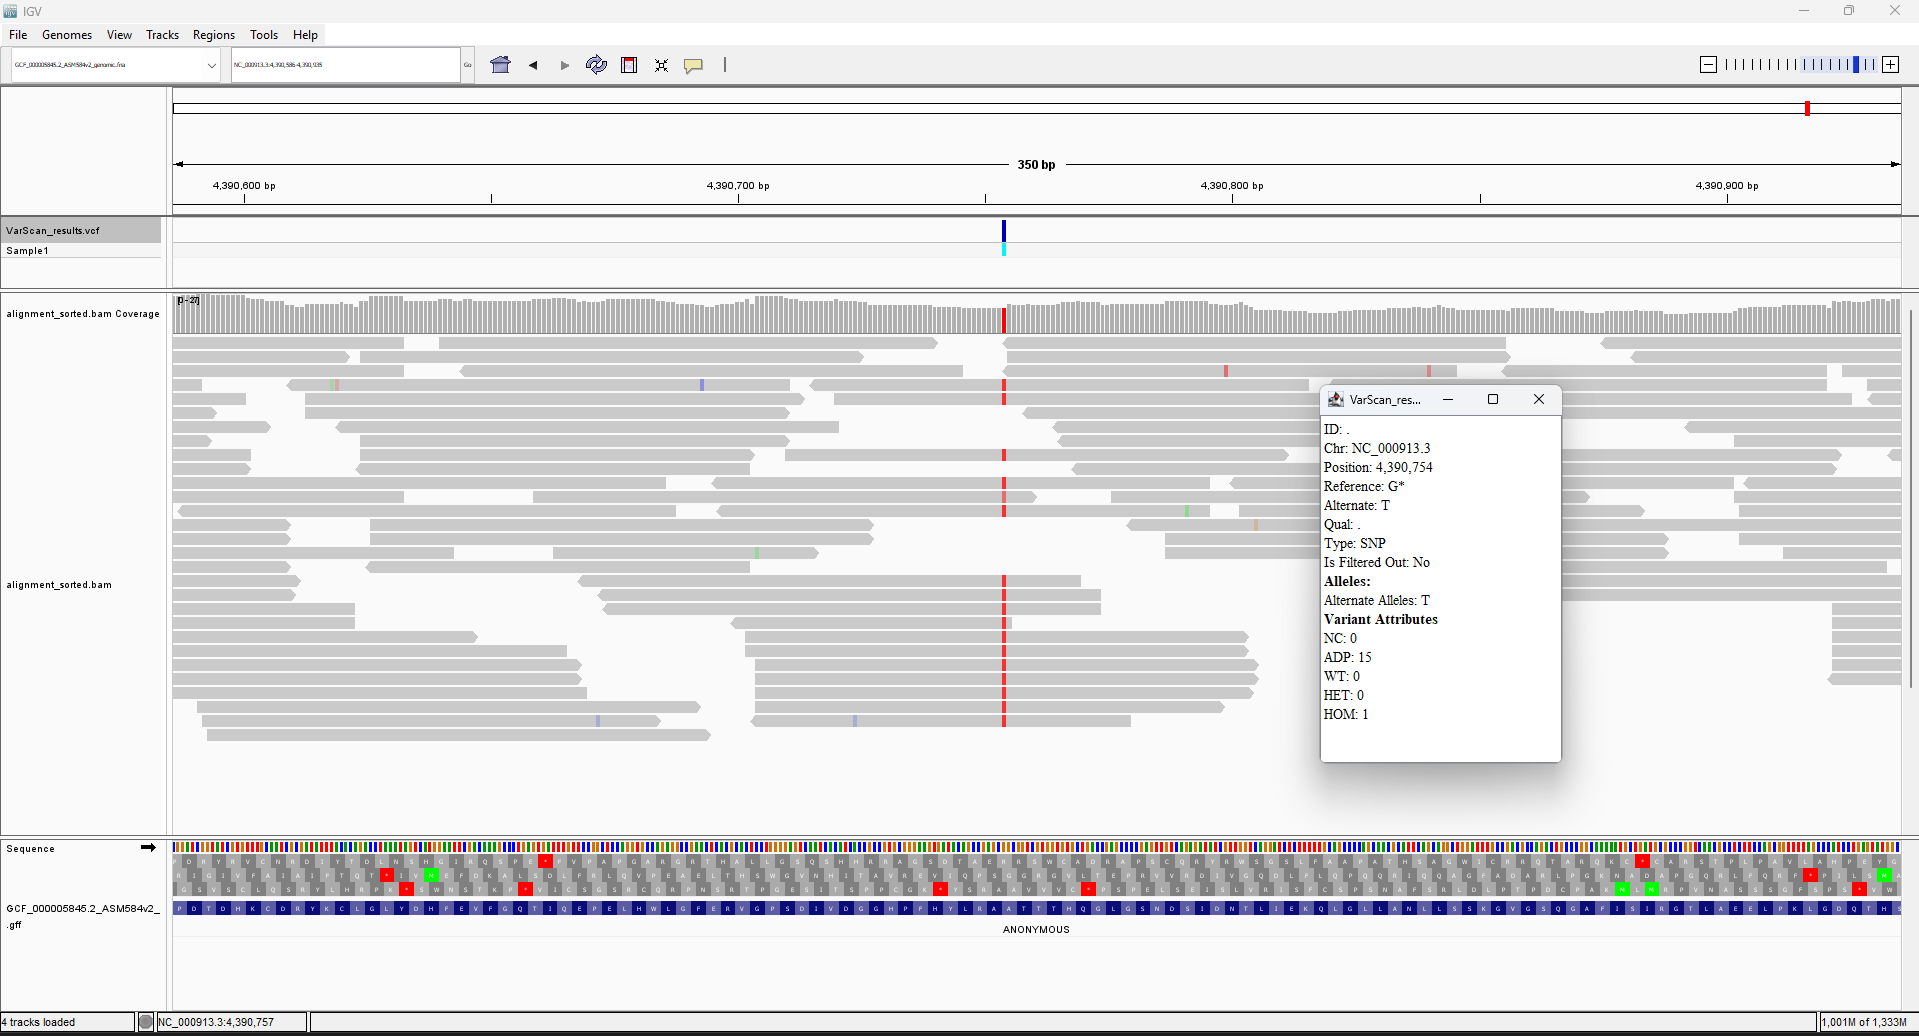 IGV
File Genomes View Tracks Regions Tools Help
GCF_000005845.2_ASM584v2_genomic.fna NC_000913.3:4,390,586-4,390,935 Go
350 bp
4,390,600 bp 4,390,700 bp 4,390,800 bp 4,390,900 bp
VarScan_results.vcf
Sample1
[0 - 27]
alignment_sorted.bam Coverage
VarScan_res...
ID: .
Chr: NC_000913.3
Position: 4,390,754
Reference: G*
Alternate: T
Qual: .
Type: SNP
Is Filtered Out: No
Alleles:
Alternate Alleles: T
Variant Attributes
NC: 0
ADP: 15
WT: 0
HET: 0
HOM: 1
alignment_sorted.bam
Sequence
GCF_000005845.2_ASM584v2_
.gff
ANONYMOUS
4 tracks loaded NC_000913.3:4,390,757 1,001M of 1,333M